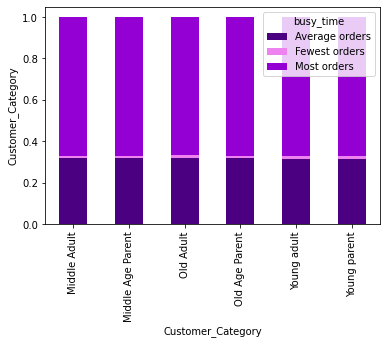 busy_time
Average orders
Fewest orders
Most orders
1.0
0.8
0.6
0.4
0.2
0.0
Customer_Category
Middle Adult
Middle Age Parent
Old Adult
Old Age Parent
Young adult
Young parent
Customer_Category